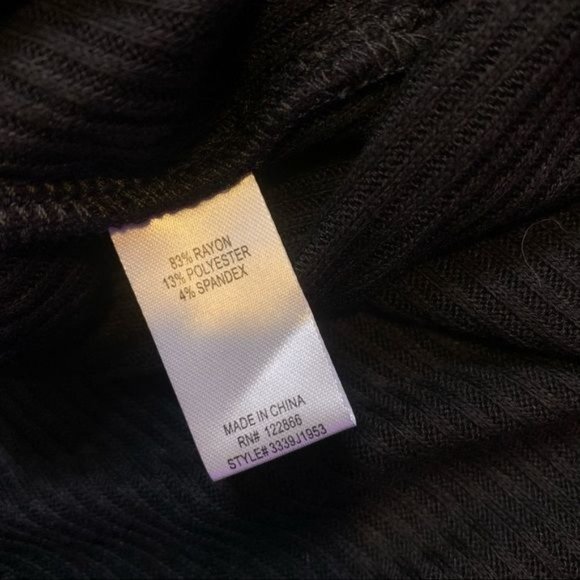 83% RAYON
13% POLYESTER
4% SPANDEX
MADE IN CHINA
RN# 122866
STYLE# 3339J1953